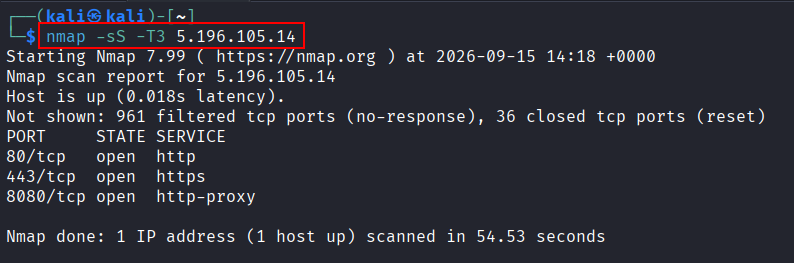 ┌──(kali㉿kali)-[~]
└─$ nmap -sS -T3 5.196.105.14
Starting Nmap 7.99 ( https://nmap.org ) at 2026-09-15 14:18 +0000
Nmap scan report for 5.196.105.14
Host is up (0.018s latency).
Not shown: 961 filtered tcp ports (no-response), 36 closed tcp ports (reset)
PORT     STATE SERVICE
80/tcp   open  http
443/tcp  open  https
8080/tcp open  http-proxy
Nmap done: 1 IP address (1 host up) scanned in 54.53 seconds